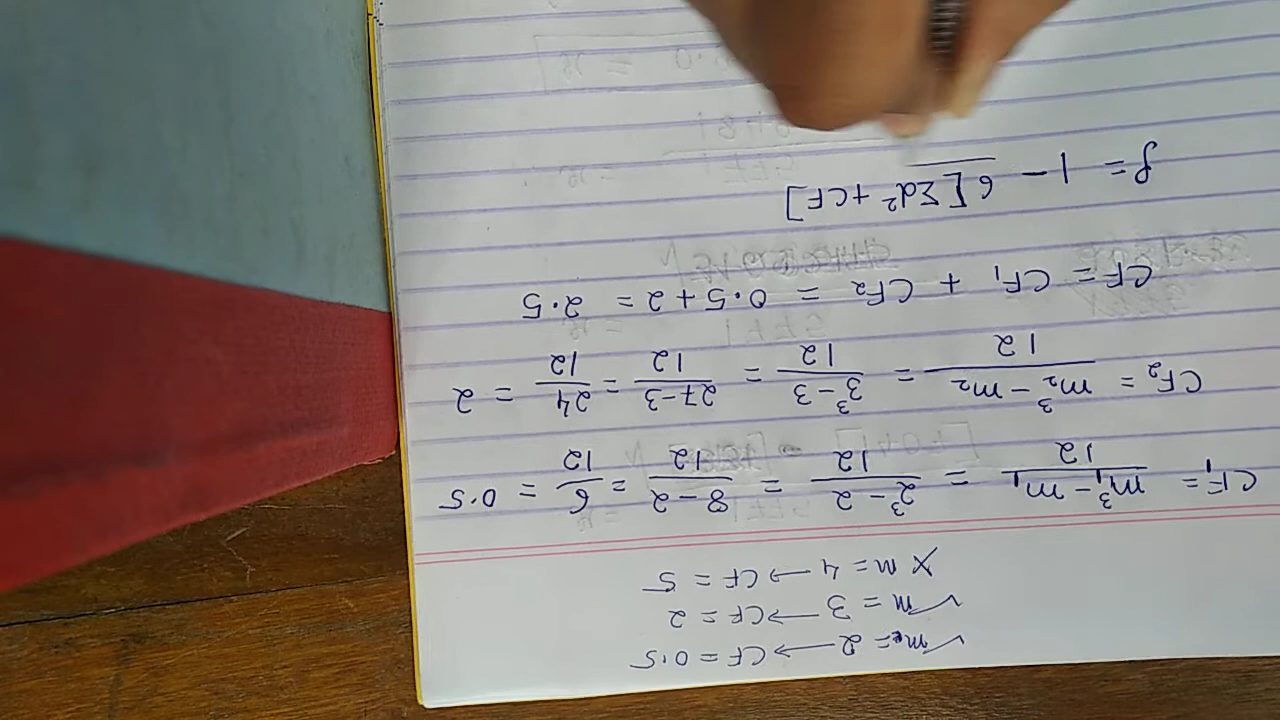 ✓ m = 2 → CF = 0.5
✓ m = 3 → CF = 2
× m = 4 → CF = 5
CF₁ = m₁³ - m₁ / 12 = 2³ - 2 / 12 = 8 - 2 / 12 = 6 / 12 = 0.5
CF₂ = m₂³ - m₂ / 12 = 3³ - 3 / 12 = 27 - 3 / 12 = 24 / 12 = 2
CF = CF₁ + CF₂ = 0.5 + 2 = 2.5
ρ = 1 - 6 [Σd² + CF]